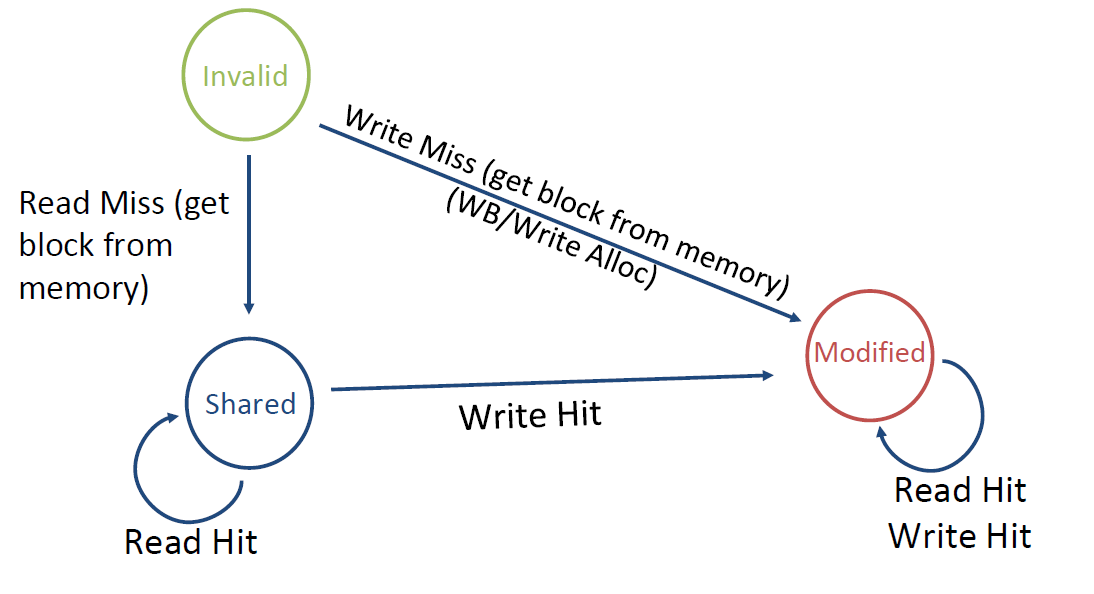 Invalid
Write Miss (get block from memory)
(WB/Write Alloc)
Read Miss (get
block from
memory)
Modified
Shared
Write Hit
Read Hit
Write Hit
Read Hit